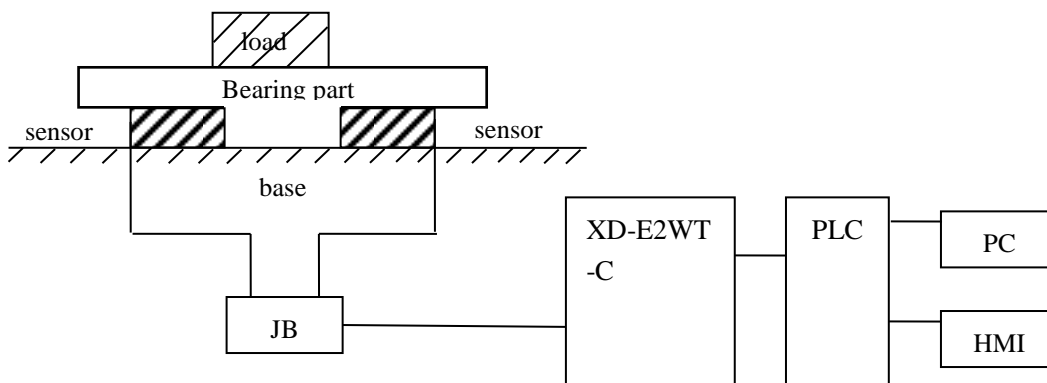 load
Bearing part
sensor
sensor
base
XD-E2WT
-C
PLC
PC
JB
HMI